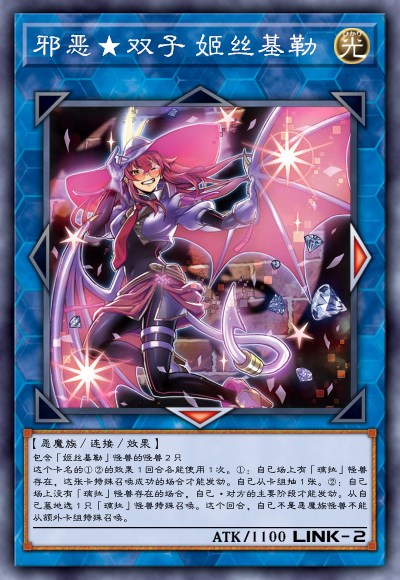 邪恶★双子 姬丝基勒
光
ひかり
【恶魔族／连接／效果】
包含「姬丝基勒」怪兽的怪兽2只
这个卡名的①②的效果1回合各能使用1次。①：自己场上有「璃拉」怪兽
存在，这张卡特殊召唤成功的场合才能发动。自己从卡组抽1张。②：自己
场上没有「璃拉」怪兽存在的场合，自己·对方的主要阶段才能发动。从自
己墓地选1只「璃拉」怪兽特殊召唤。这个回合，自己不是恶魔族怪兽不能
从额外卡组特殊召唤。
ATK/1100 LINK-2